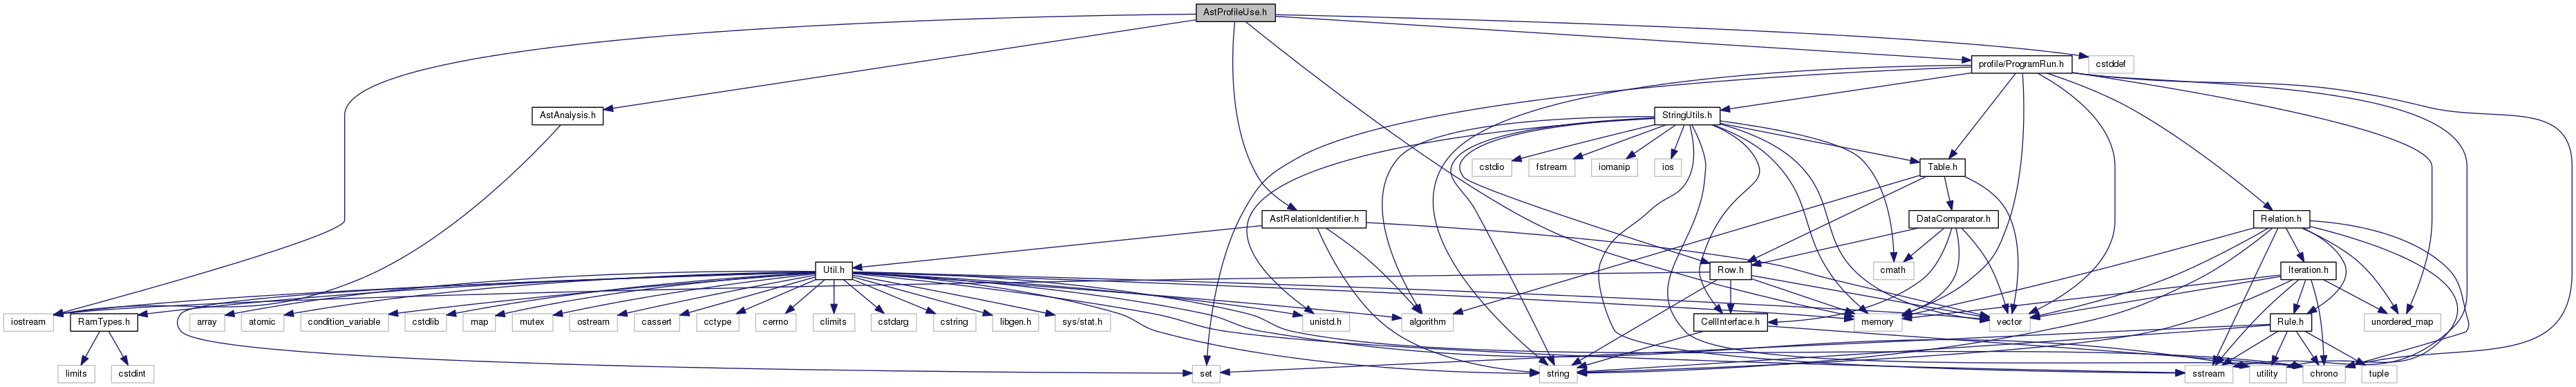 AstProfileUse.h
profile/ProgramRun.h
cstddef
AstAnalysis.h
StringUtils.h
cstdio
fstream
iomanip
ios
Table.h
AstRelationIdentifier.h
DataComparator.h
Relation.h
Util.h
Row.h
cmath
Iteration.h
iostream
RamTypes.h
array
atomic
condition_variable
cstdlib
map
mutex
ostream
cassert
cctype
cerrno
climits
cstdarg
cstring
libgen.h
sys/stat.h
unistd.h
algorithm
CellInterface.h
memory
vector
Rule.h
unordered_map
limits
cstdint
set
string
sstream
utility
chrono
tuple